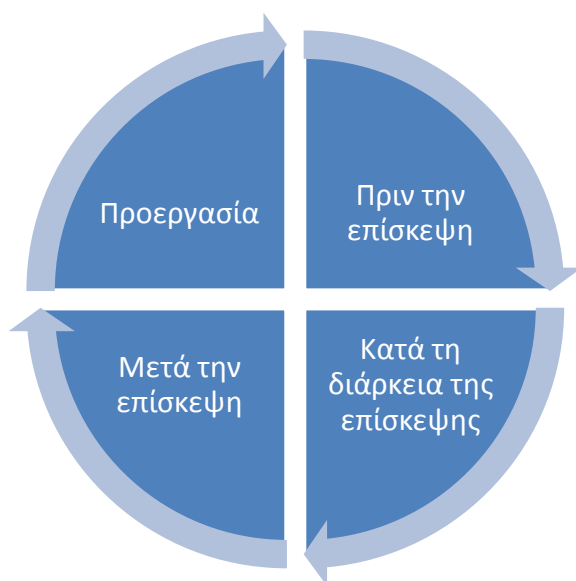 Προεργασία
Πριν την
επίσκεψη
Κατά τη
διάρκεια της
επίσκεψης
Μετά την
επίσκεψη